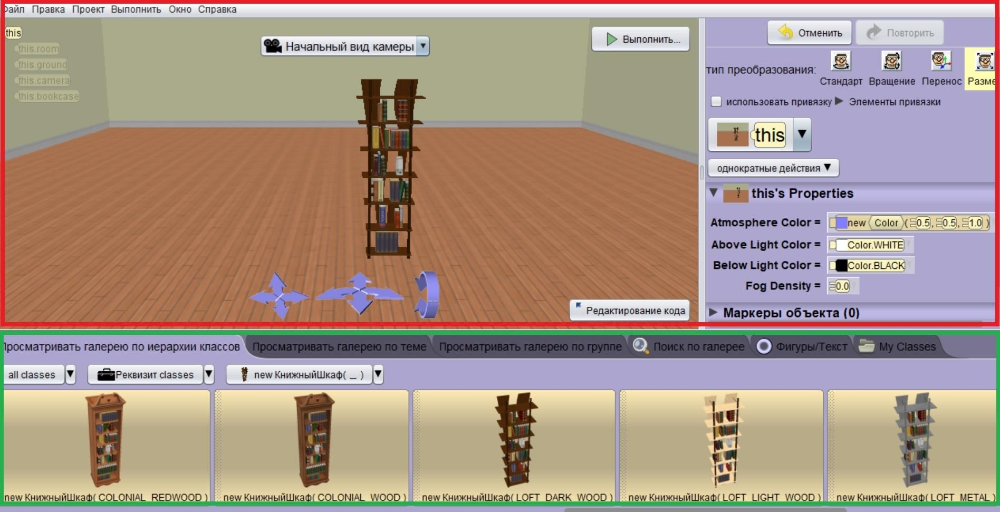 Файл Правка Проект Выполнить Окно Справка
this
this.room
this.ground
this.camera
this.bookcase
Начальный вид камеры
Выполнить...
Редактирование кода
Отменить Повторить
тип преобразования:
Стандарт Вращение Перенос Разме
использовать привязку Элементы привязки
this
однократные действия
this's Properties
Atmosphere Color = new Color ( 0.5, 0.5, 1.0 )
Above Light Color = Color.WHITE
Below Light Color = Color.BLACK
Fog Density = 0.0
Маркеры объекта (0)
Просматривать галерею по иерархии классов Просматривать галерею по теме Просматривать галерею по группе Поиск по галерее Фигуры/Текст My Classes
all classes Реквизит classes new КнижныйШкаф( _ )
new КнижныйШкаф( COLONIAL_REDWOOD ) new КнижныйШкаф( COLONIAL_WOOD ) new КнижныйШкаф( LOFT_DARK_WOOD ) new КнижныйШкаф( LOFT_LIGHT_WOOD ) new КнижныйШкаф( LOFT_METAL )